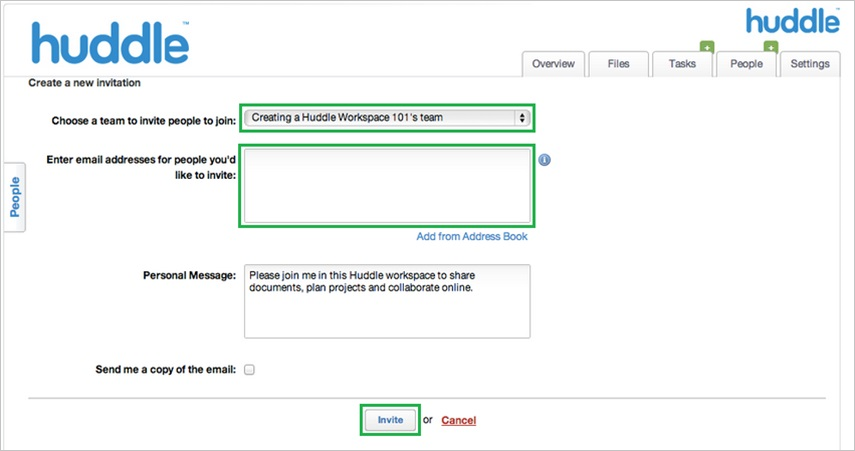 huddle™
huddle™
Overview
Files
Tasks
People
Settings
Create a new invitation
Choose a team to invite people to join:
Creating a Huddle Workspace 101's team
Enter email addresses for people you'd
like to invite:
Add from Address Book
People
Personal Message:
Please join me in this Huddle workspace to share
documents, plan projects and collaborate online.
Send me a copy of the email:
Invite or Cancel